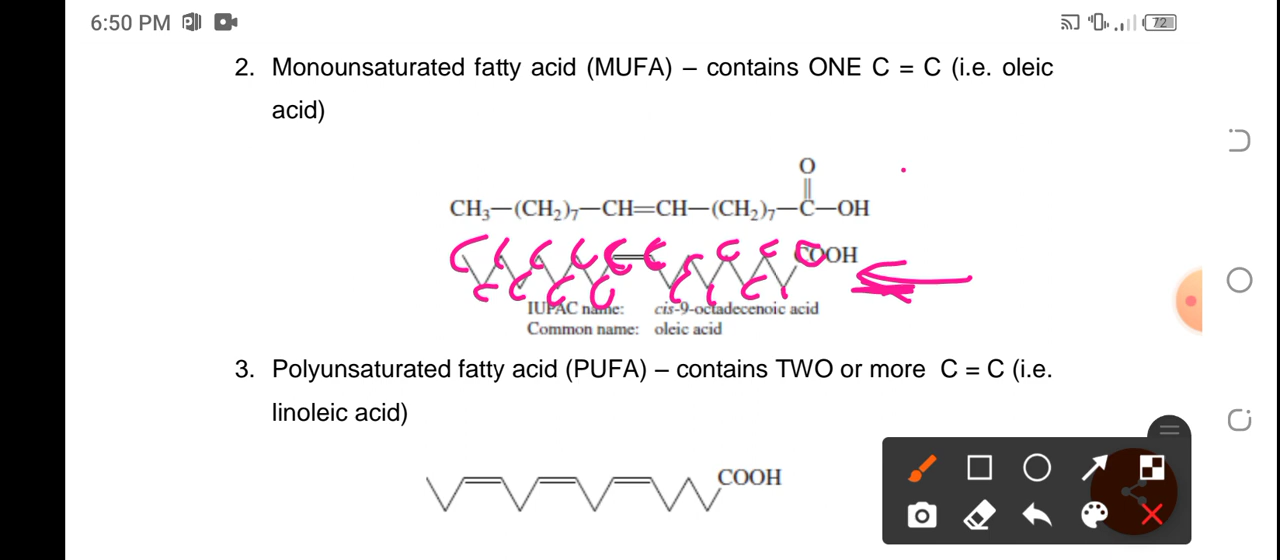 6:50 PM
72
2. Monounsaturated fatty acid (MUFA) – contains ONE C = C (i.e. oleic
acid)
O
CH₃—(CH₂)₇—CH=CH—(CH₂)₇—C—OH
COOH
C C C C C C C C C
C C C C C C C C
IUPAC name: cis-9-octadecenoic acid
Common name: oleic acid
3. Polyunsaturated fatty acid (PUFA) – contains TWO or more C = C (i.e.
linoleic acid)
COOH